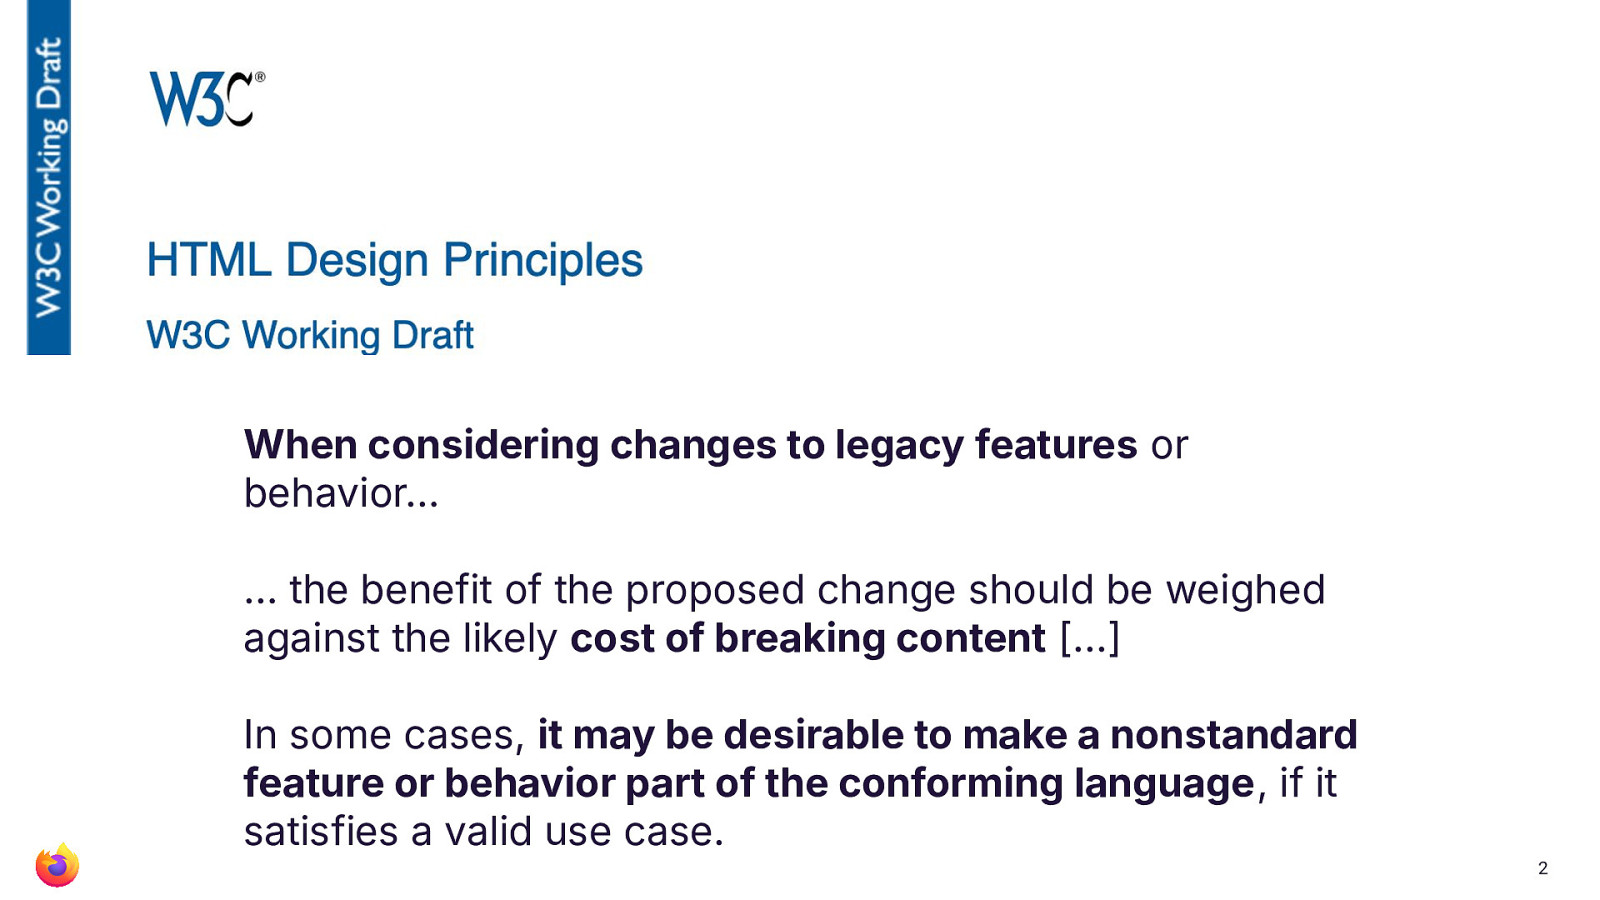 W3C Working Draft
W3C®
HTML Design Principles
W3C Working Draft
When considering changes to legacy features or
behavior...
... the benefit of the proposed change should be weighed
against the likely cost of breaking content [...]
In some cases, it may be desirable to make a nonstandard
feature or behavior part of the conforming language, if it
satisfies a valid use case.
2